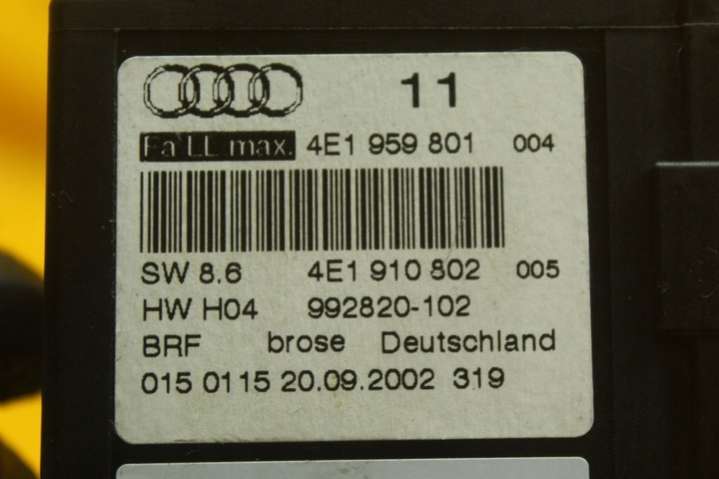 11
Fa LL max. 4E1 959 801 004
SW 8.6 4E1 910 802 005
HW H04 992820-102
BRF brose Deutschland
015 0115 20.09.2002 319